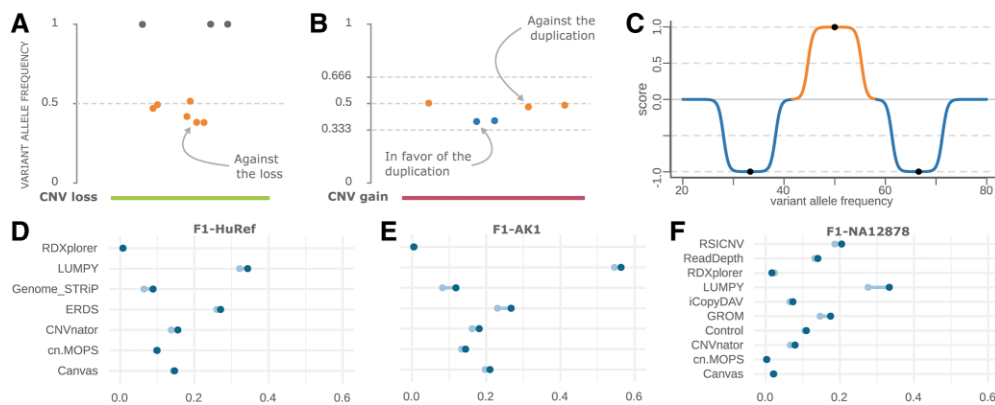 A
VARIANT ALLELE FREQUENCY
1
0.5
0
Against
the loss
CNV loss
B
1
0.666
0.5
0.333
1
Against the
duplication
In favor of the
duplication
CNV gain
C
score
1.0
0.5
0.0
-1.0
20
40
60
80
variant allele frequency
D
F1-HuRef
RDXplorer
LUMPY
Genome_STRiP
ERDS
CNVnator
cn.MOPS
Canvas
0.0
0.2
0.4
0.6
E
F1-AK1
0.0
0.2
0.4
0.6
F
F1-NA12878
RSICNV
ReadDepth
RDXplorer
LUMPY
iCopyDAV
GROM
Control
CNVnator
cn.MOPS
Canvas
0.0
0.2
0.4
0.6